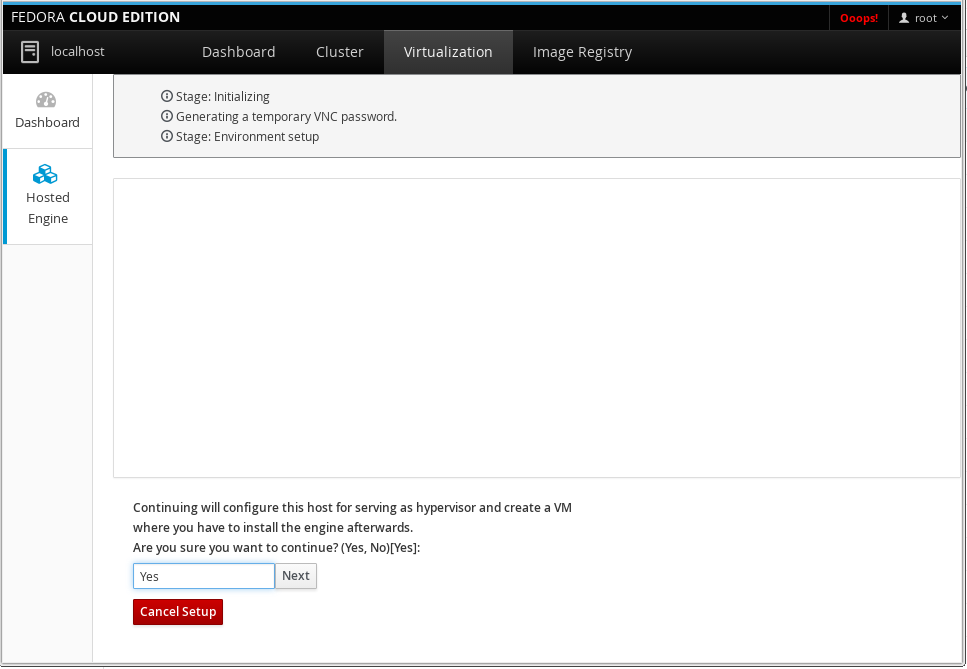 FEDORA CLOUD EDITION
Ooops!
root
localhost
Dashboard
Cluster
Virtualization
Image Registry
Dashboard
Hosted
Engine
Stage: Initializing
Generating a temporary VNC password.
Stage: Environment setup
Continuing will configure this host for serving as hypervisor and create a VM
where you have to install the engine afterwards.
Are you sure you want to continue? (Yes, No)[Yes]:
Yes
Next
Cancel Setup